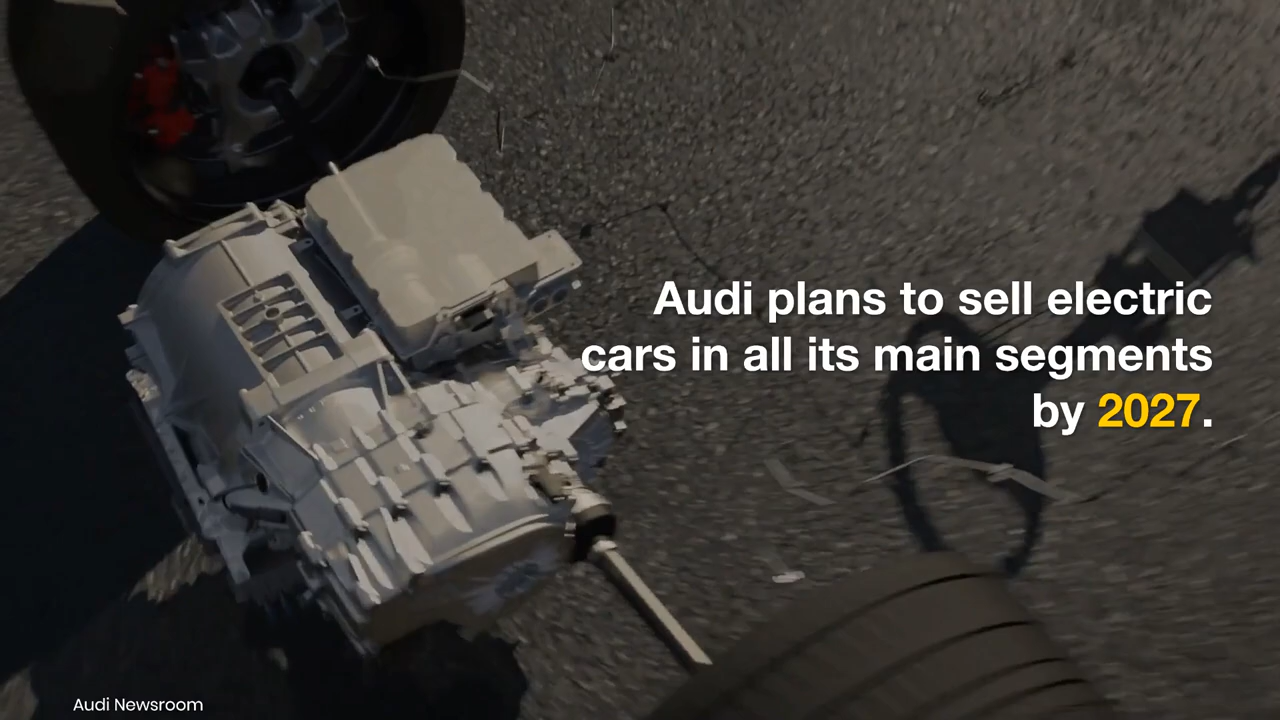 Audi plans to sell electric
cars in all its main segments
by 2027.
Audi Newsroom